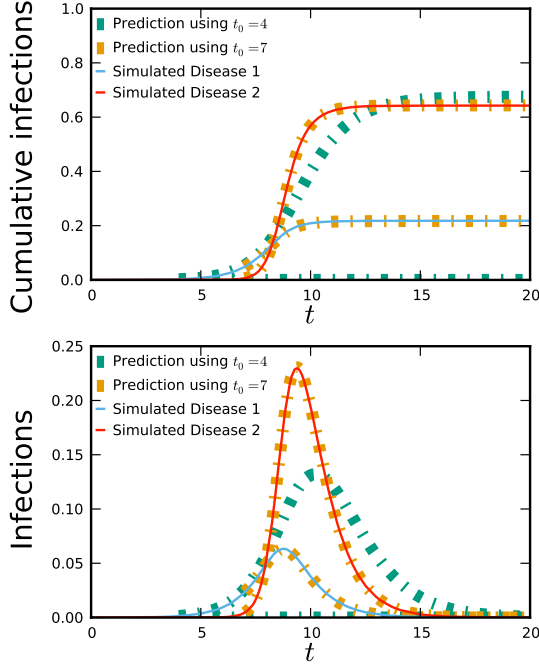 Cumulative infections
1.0
0.8
0.6
0.4
0.2
0.0
Prediction using t₀ = 4
Prediction using t₀ = 7
Simulated Disease 1
Simulated Disease 2
0 5 10 15 20
t
Infections
0.25
0.20
0.15
0.10
0.05
0.00
Prediction using t₀ = 4
Prediction using t₀ = 7
Simulated Disease 1
Simulated Disease 2
0 5 10 15 20
t